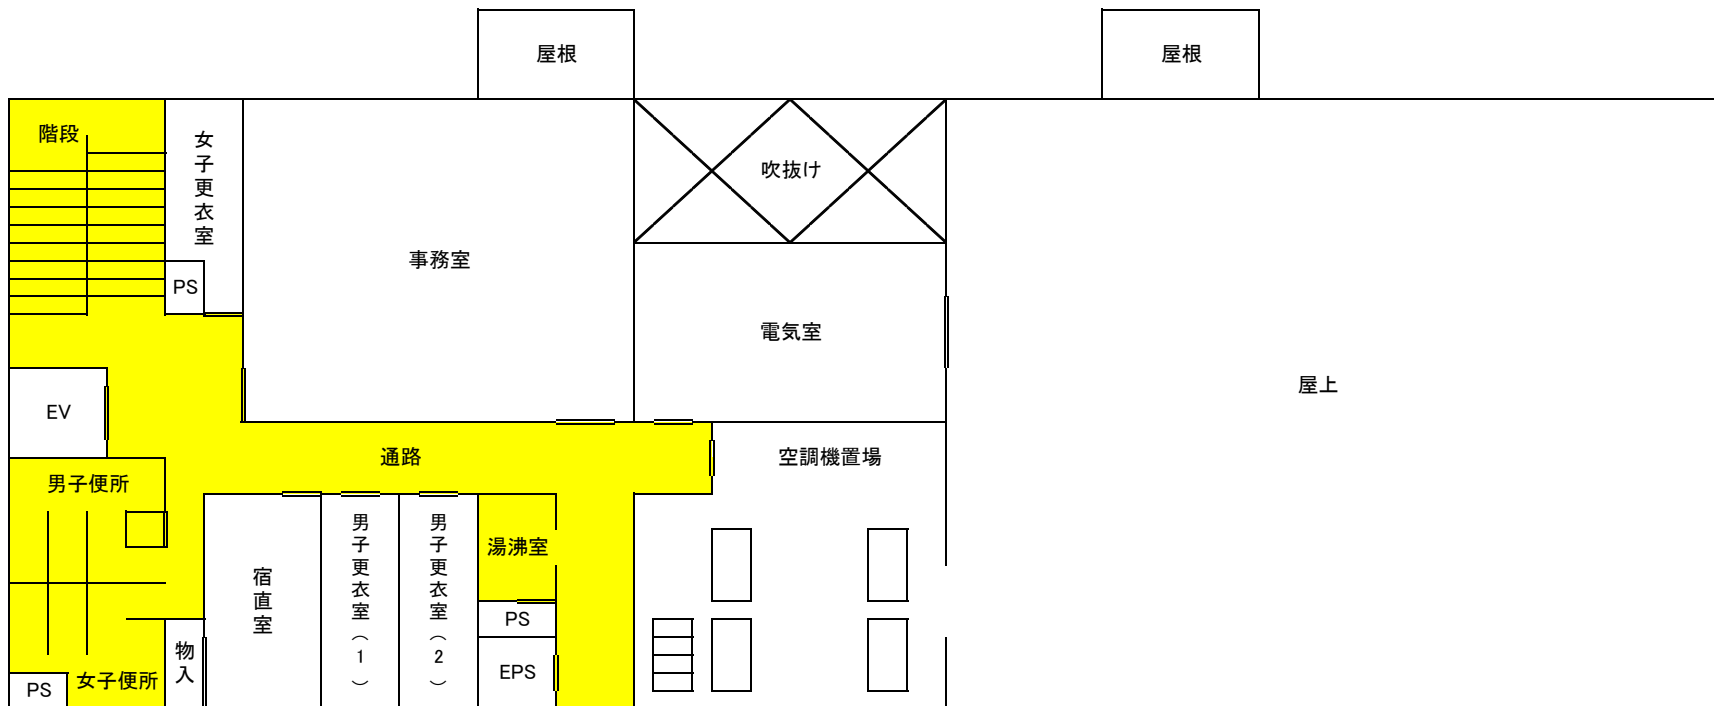 屋根
屋根
階段
女子更衣室
吹抜け
事務室
PS
電気室
屋上
EV
通路
空調機置場
男子便所
男子更衣室(1)
男子更衣室(2)
湯沸室
宿直室
PS
物入
EPS
女子便所
PS